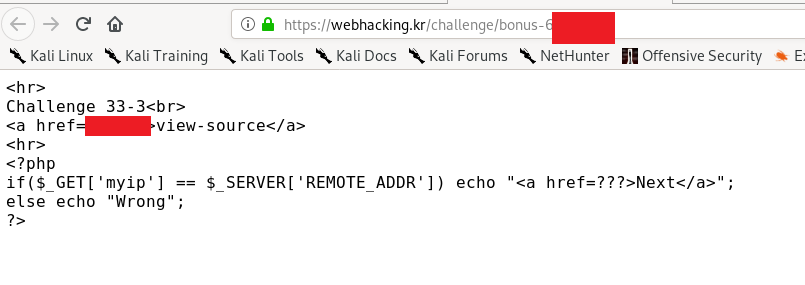 https://webhacking.kr/challenge/bonus-6
Kali Linux Kali Training Kali Tools Kali Docs Kali Forums NetHunter Offensive Security Ex
<hr>
Challenge 33-3<br>
<a href= >view-source</a>
<hr>
<?php
if($_GET['myip'] == $_SERVER['REMOTE_ADDR']) echo "<a href=???>Next</a>";
else echo "Wrong";
?>